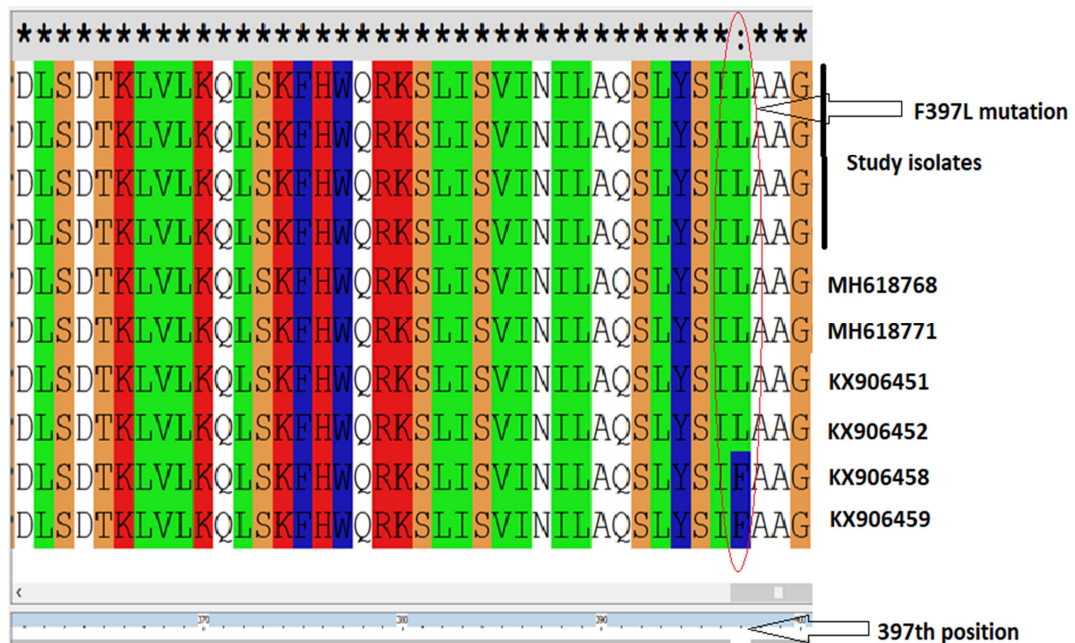 ************************************:***
DLSDTKLVLKQLSKFHWQRKSLISVINILAQSLYSILAAG
F397L mutation
DLSDTKLVLKQLSKFHWQRKSLISVINILAQSLYSILAAG
Study isolates
DLSDTKLVLKQLSKFHWQRKSLISVINILAQSLYSILAAG
DLSDTKLVLKQLSKFHWQRKSLISVINILAQSLYSILAAG
DLSDTKLVLKQLSKFHWQRKSLISVINILAQSLYSILAAG MH618768
DLSDTKLVLKQLSKFHWQRKSLISVINILAQSLYSILAAG MH618771
DLSDTKLVLKQLSKFHWQRKSLISVINILAQSLYSILAAG KX906451
DLSDTKLVLKQLSKFHWQRKSLISVINILAQSLYSILAAG KX906452
DLSDTKLVLKQLSKFHWQRKSLISVINILAQSLYSIFAAG KX906458
DLSDTKLVLKQLSKFHWQRKSLISVINILAQSLYSIFAAG KX906459
370 380 390 400
397th position